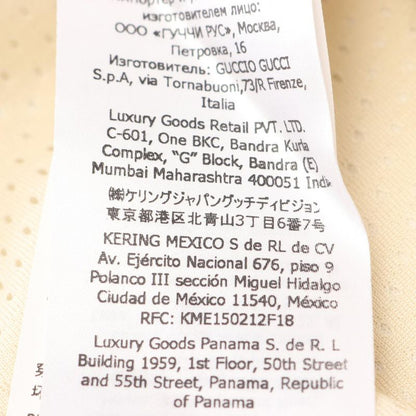 изготовителем лицо:
ООО «ГУЧЧИ РУС», Москва,
Петровка, 16
Изготовитель: GUCCIO GUCCI
S.p.A, via Tornabuoni,73/R Firenze,
Italia
Luxury Goods Retail PVT. LTD.
C-601, One BKC, Bandra Kurla
Complex, "G" Block, Bandra (E)
Mumbai Maharashtra 400051
㈱ケリングジャパングッチディビジョン
東京都港区北青山3丁目6番7号
KERING MEXICO S de RL de CV
Av. Ejército Nacional 676, piso 9
Polanco III sección Miguel Hidalgo
Ciudad de México 11540, México
RFC: KME150212F18
Luxury Goods Panama S. de R. L
Building 1959, 1st Floor, 50th Street
and 55th Street, Panama, Republic
of Panama